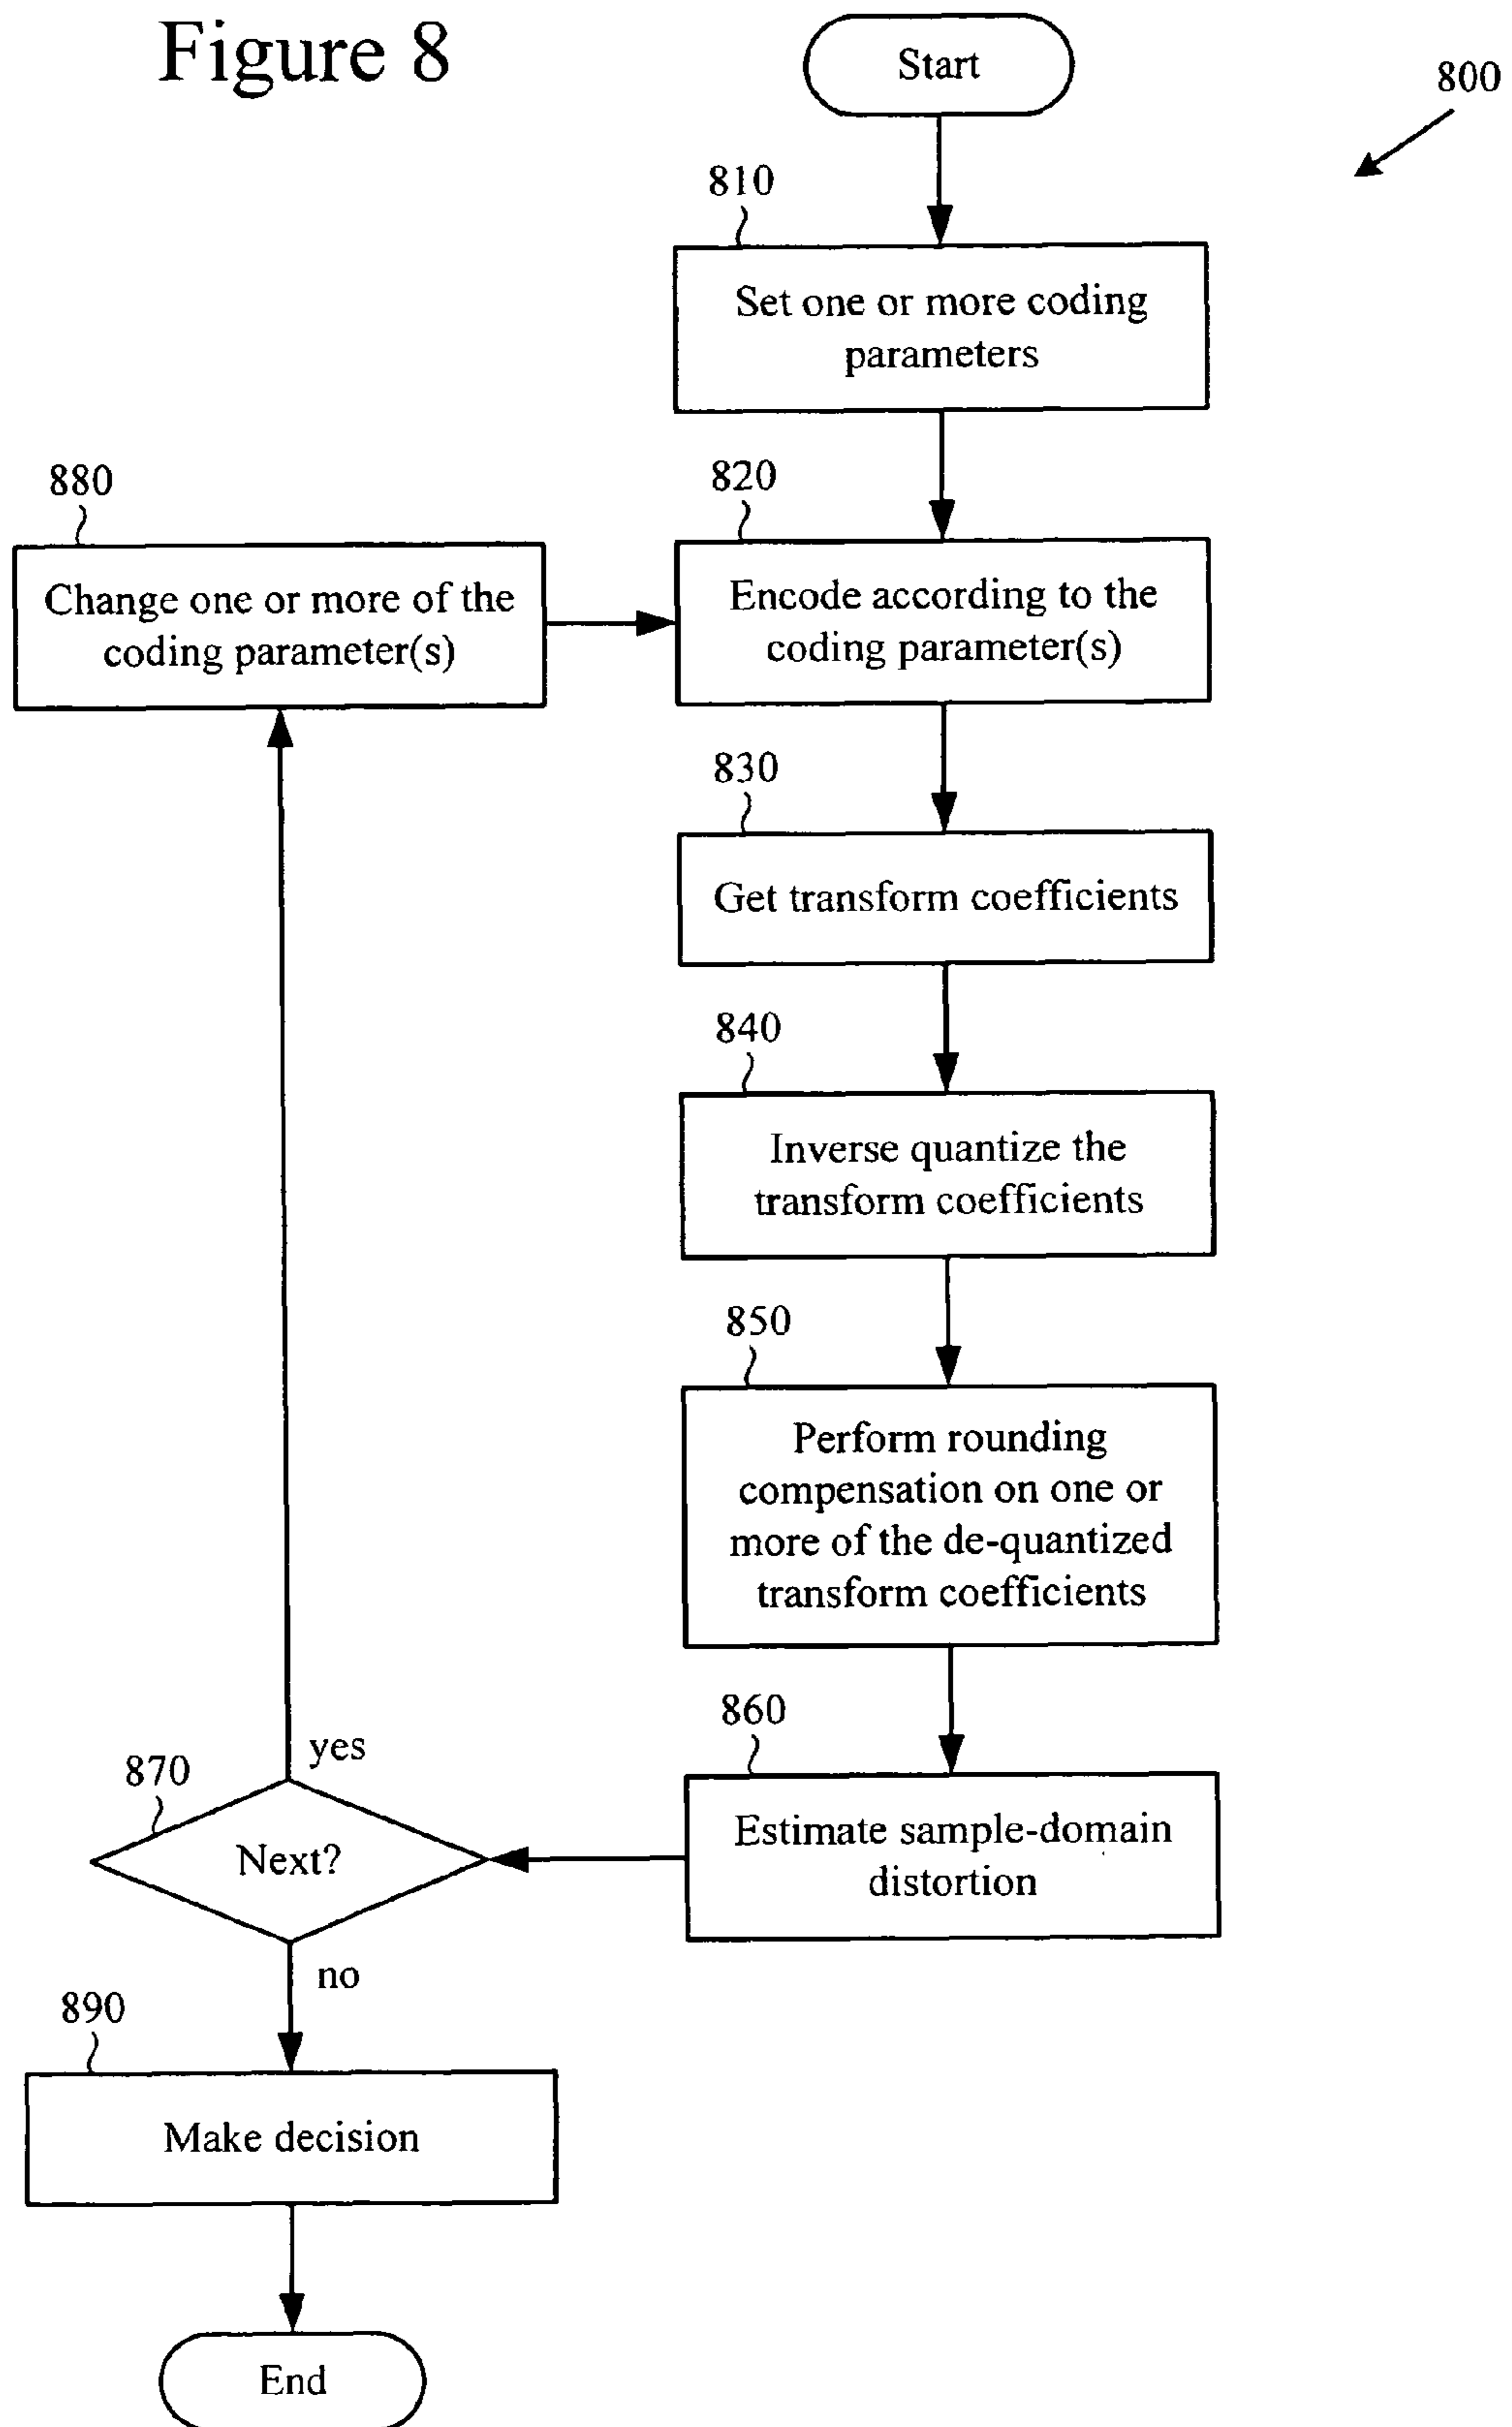 Figure 8
Start
800
810
Set one or more coding
parameters
880
820
Change one or more of the
coding parameter(s)
Encode according to the
coding parameter(s)
830
Get transform coefficients
840
Inverse quantize the
transform coefficients
850
Perform rounding
compensation on one or
more of the de-quantized
transform coefficients
860
Estimate sample-domain
distortion
870
yes
Next?
no
890
Make decision
End